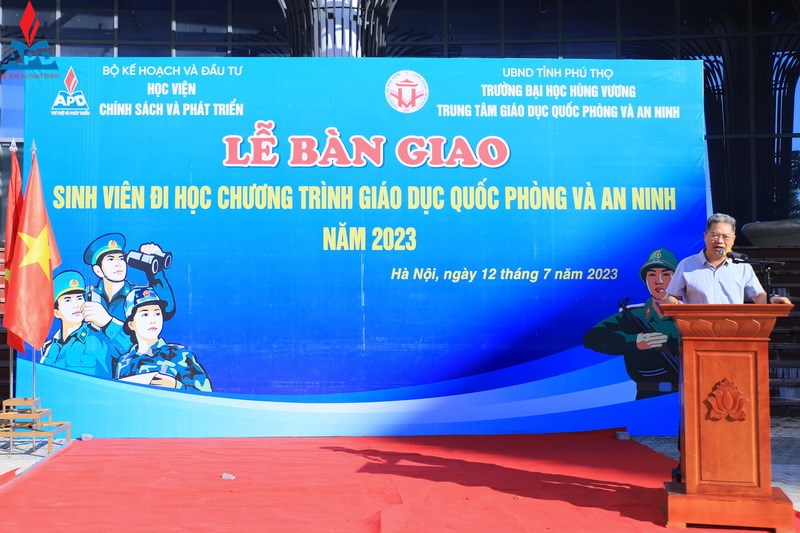 APD
BỘ KẾ HOẠCH VÀ ĐẦU TƯ
HỌC VIỆN
CHÍNH SÁCH VÀ PHÁT TRIỂN
APD
UBND TỈNH PHÚ THỌ
TRƯỜNG ĐẠI HỌC HÙNG VƯƠNG
TRUNG TÂM GIÁO DỤC QUỐC PHÒNG VÀ AN NINH
LỄ BÀN GIAO
SINH VIÊN ĐI HỌC CHƯƠNG TRÌNH GIÁO DỤC QUỐC PHÒNG VÀ AN NINH
NĂM 2023
Hà Nội, ngày 12 tháng 7 năm 2023